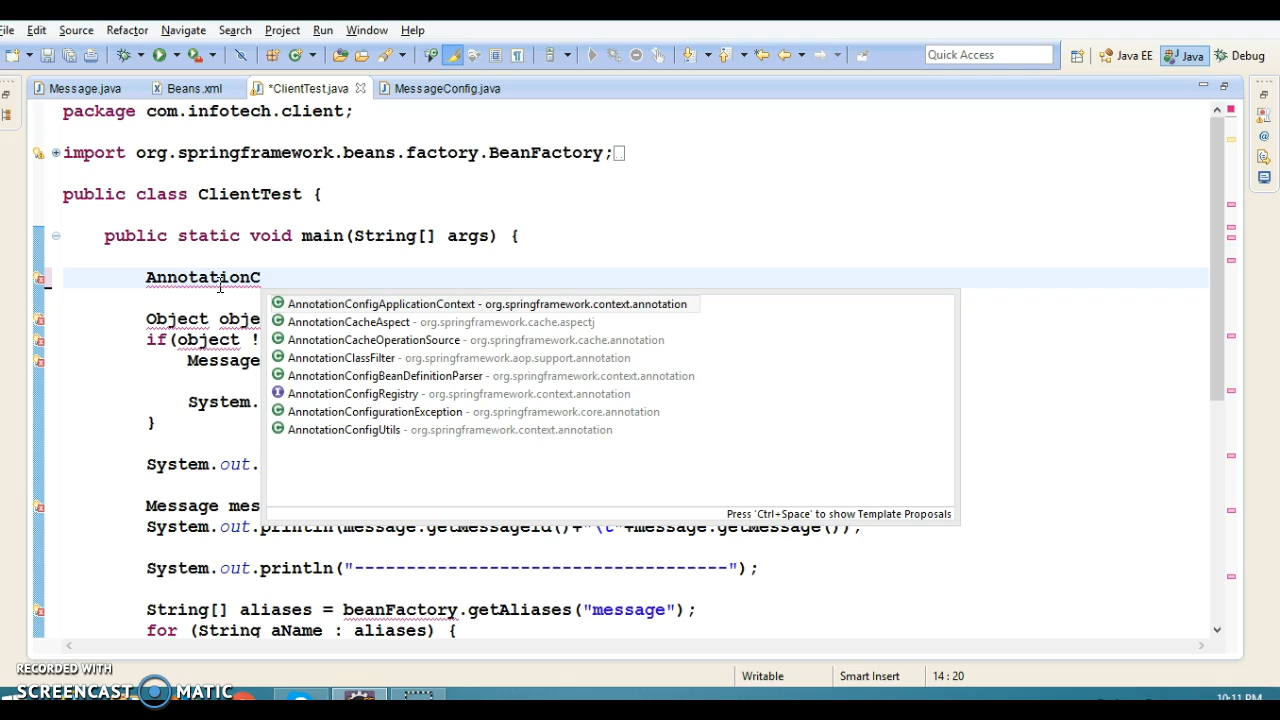 File Edit Source Refactor Navigate Search Project Run Window Help
Quick Access Java EE Java Debug
Message.java Beans.xml *ClientTest.java MessageConfig.java
package com.infotech.client;
import org.springframework.beans.factory.BeanFactory;
public class ClientTest {
public static void main(String[] args) {
AnnotationC
AnnotationConfigApplicationContext - org.springframework.context.annotation
AnnotationCacheAspect - org.springframework.cache.aspectj
Object obje
AnnotationCacheOperationSource - org.springframework.cache.annotation
if(object !
AnnotationClassFilter - org.springframework.aop.support.annotation
Message
AnnotationConfigBeanDefinitionParser - org.springframework.context.annotation
AnnotationConfigRegistry - org.springframework.context.annotation
System.
AnnotationConfigurationException - org.springframework.core.annotation
}
AnnotationConfigUtils - org.springframework.context.annotation
System.out.
Message mes
Press 'Ctrl+Space' to show Template Proposals
System.out.println(message.getMessageId()+"\t"+message.getMessage());
System.out.println("------------------------------------");
String[] aliases = beanFactory.getAliases("message");
for (String aName : aliases) {
RECORDED WITH
SCREENCAST MATIC
Writable Smart Insert 14 : 20
10:11 PM